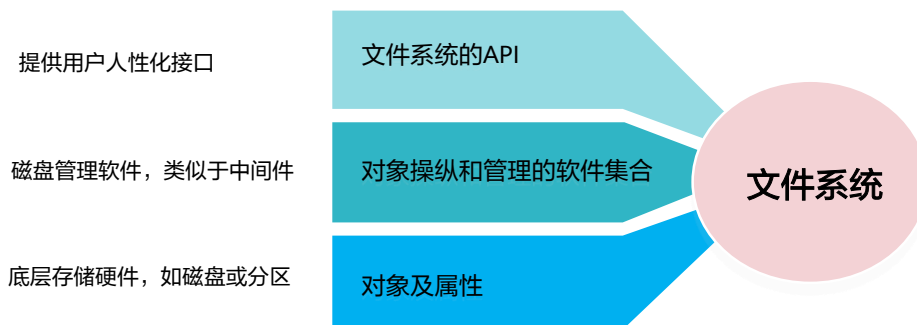 提供用户人性化接口
文件系统的API
磁盘管理软件，类似于中间件
对象操纵和管理的软件集合
文件系统
底层存储硬件，如磁盘或分区
对象及属性